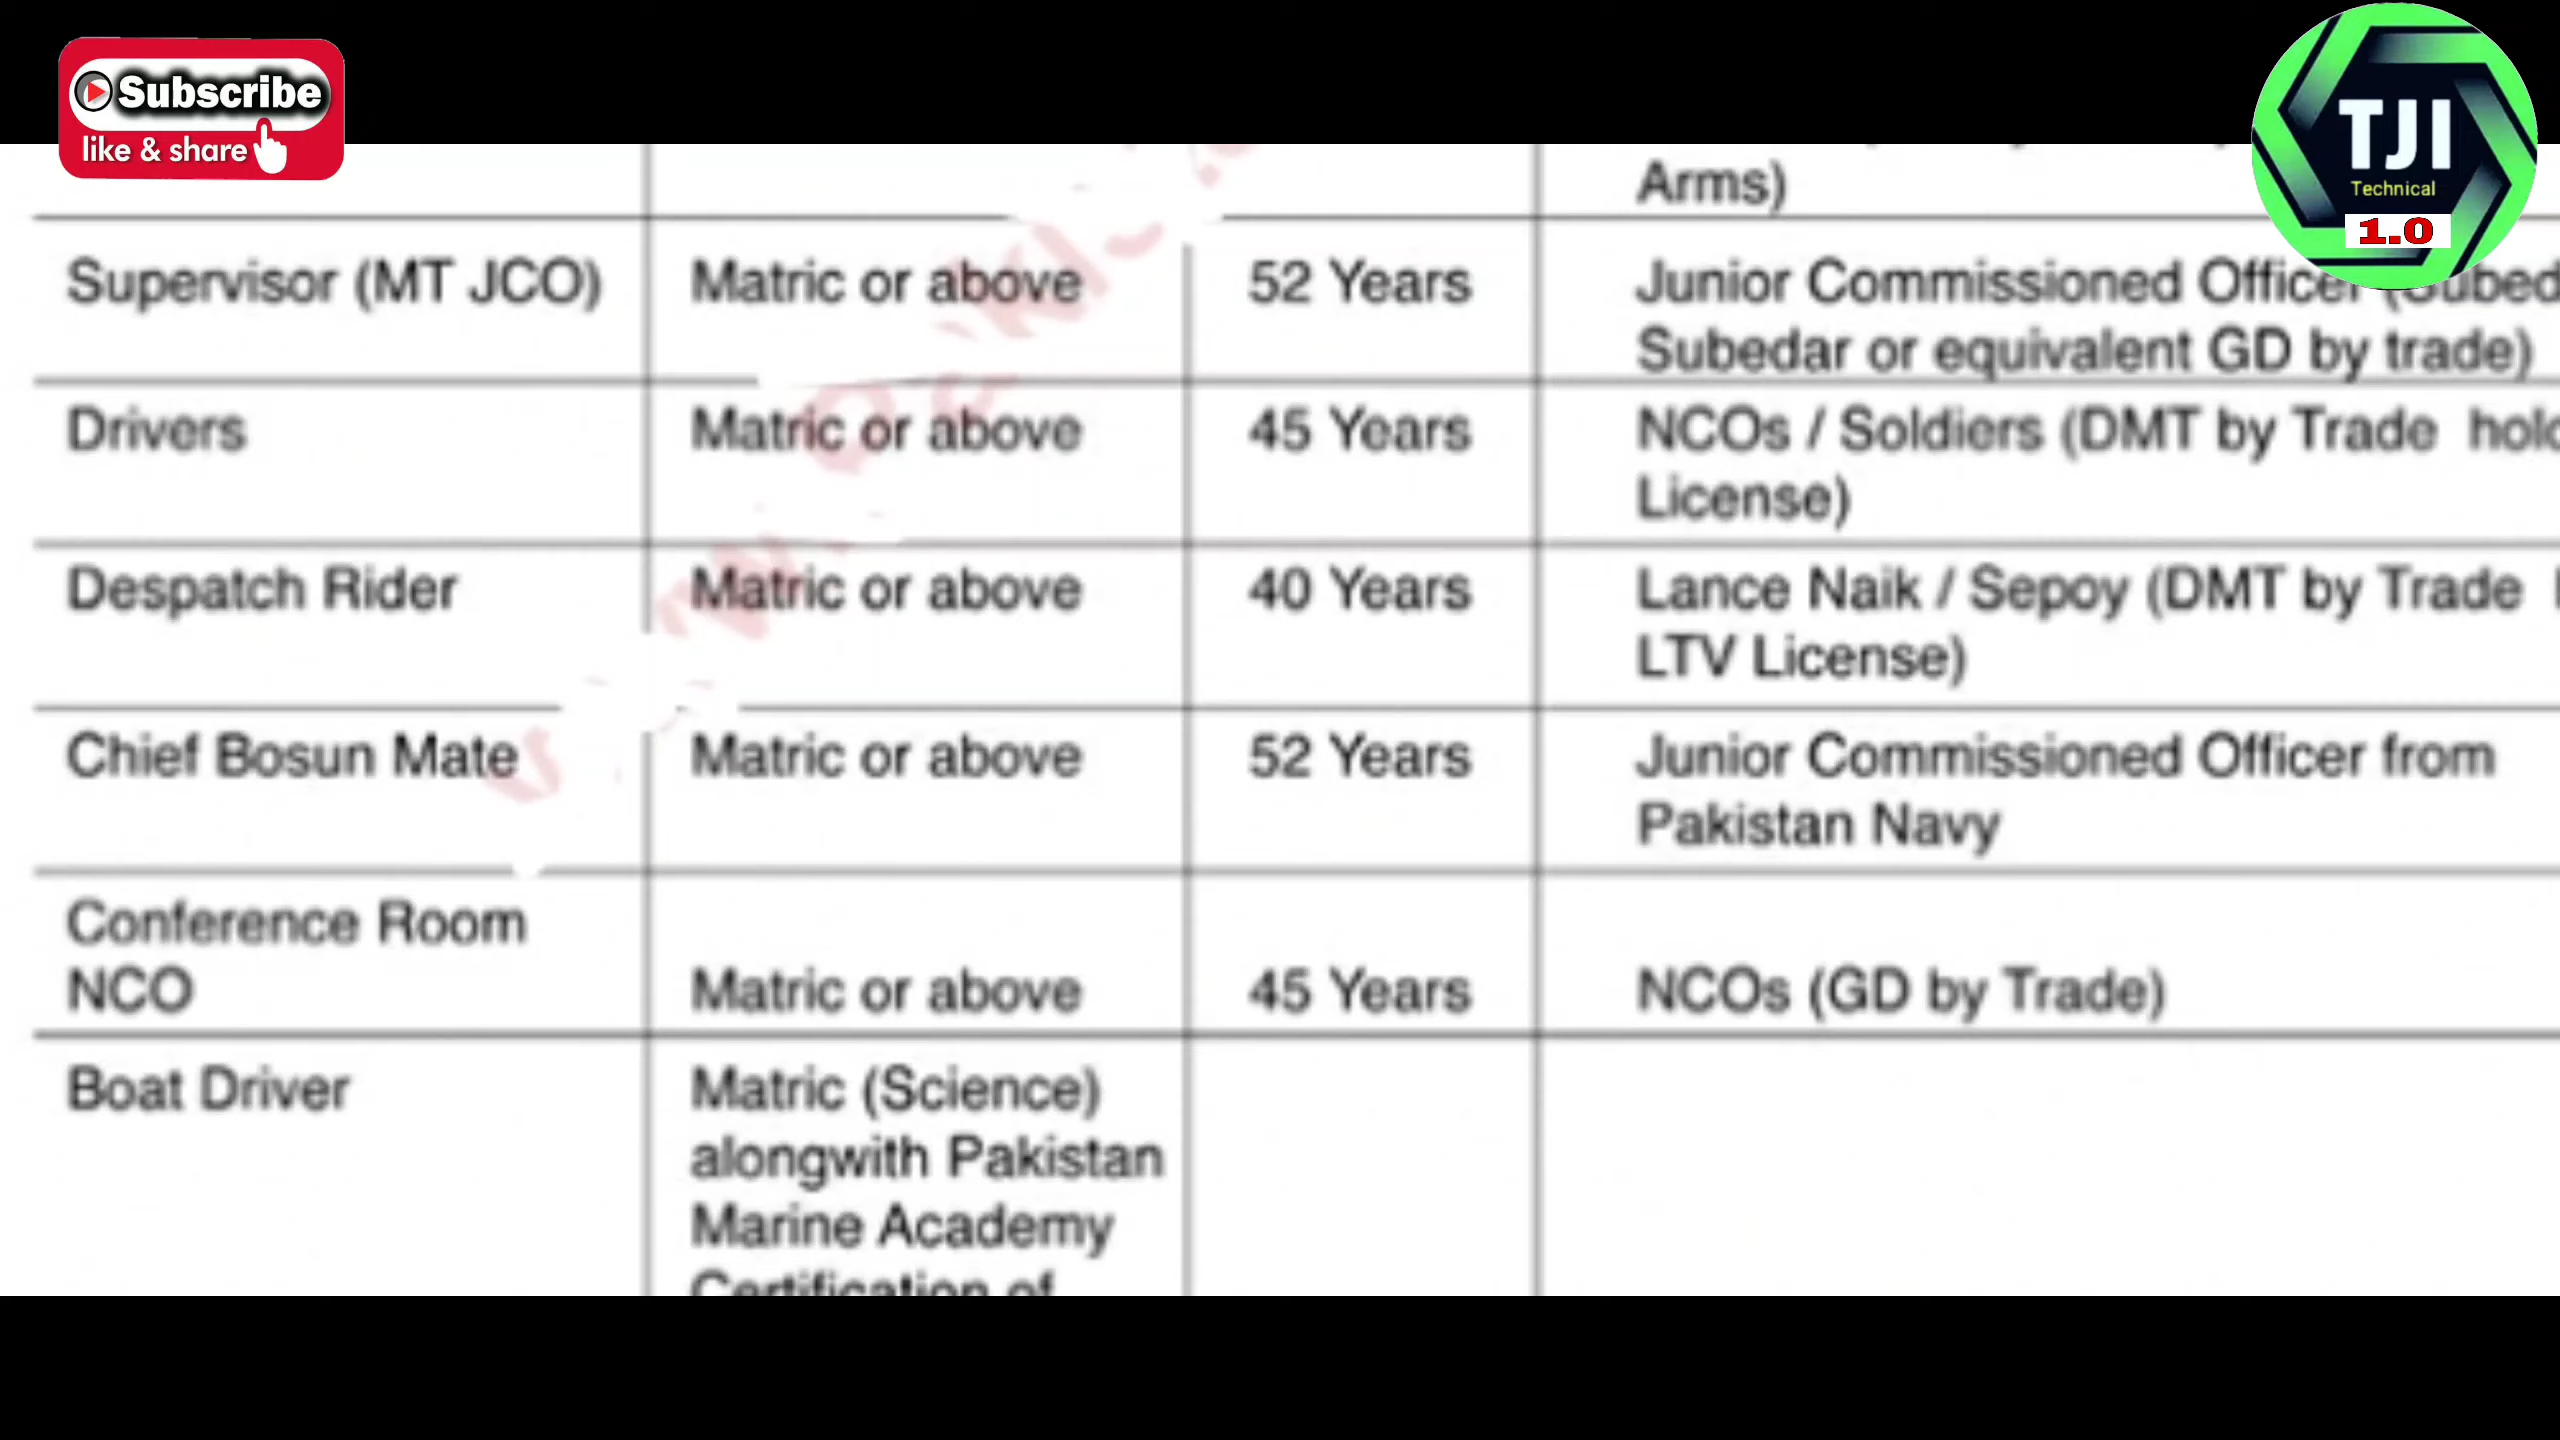 Subscribe
like & share
TJI
Technical
1.0
Arms)
Supervisor (MT JCO) Matric or above 52 Years Junior Commissioned Officer
Subedar or equivalent GD by trade)
Drivers Matric or above 45 Years NCOs / Soldiers (DMT by Trade
License)
Despatch Rider Matric or above 40 Years Lance Naik / Sepoy (DMT by Trade
LTV License)
Chief Bosun Mate Matric or above 52 Years Junior Commissioned Officer from
Pakistan Navy
Conference Room
NCO Matric or above 45 Years NCOs (GD by Trade)
Boat Driver Matric (Science)
alongwith Pakistan
Marine Academy
Certification of